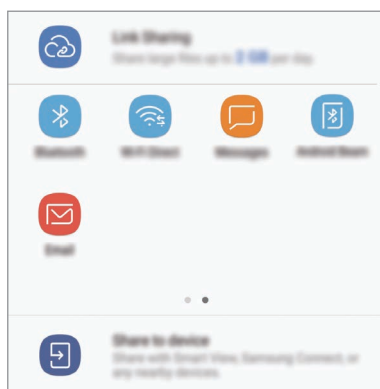 Link Sharing
Share large files up to 2 GB per day.
Bluetooth
Wi-Fi Direct
Messages
Android Beam
Email
Share to device
Share with Smart View, Samsung Connect, or
any nearby devices.